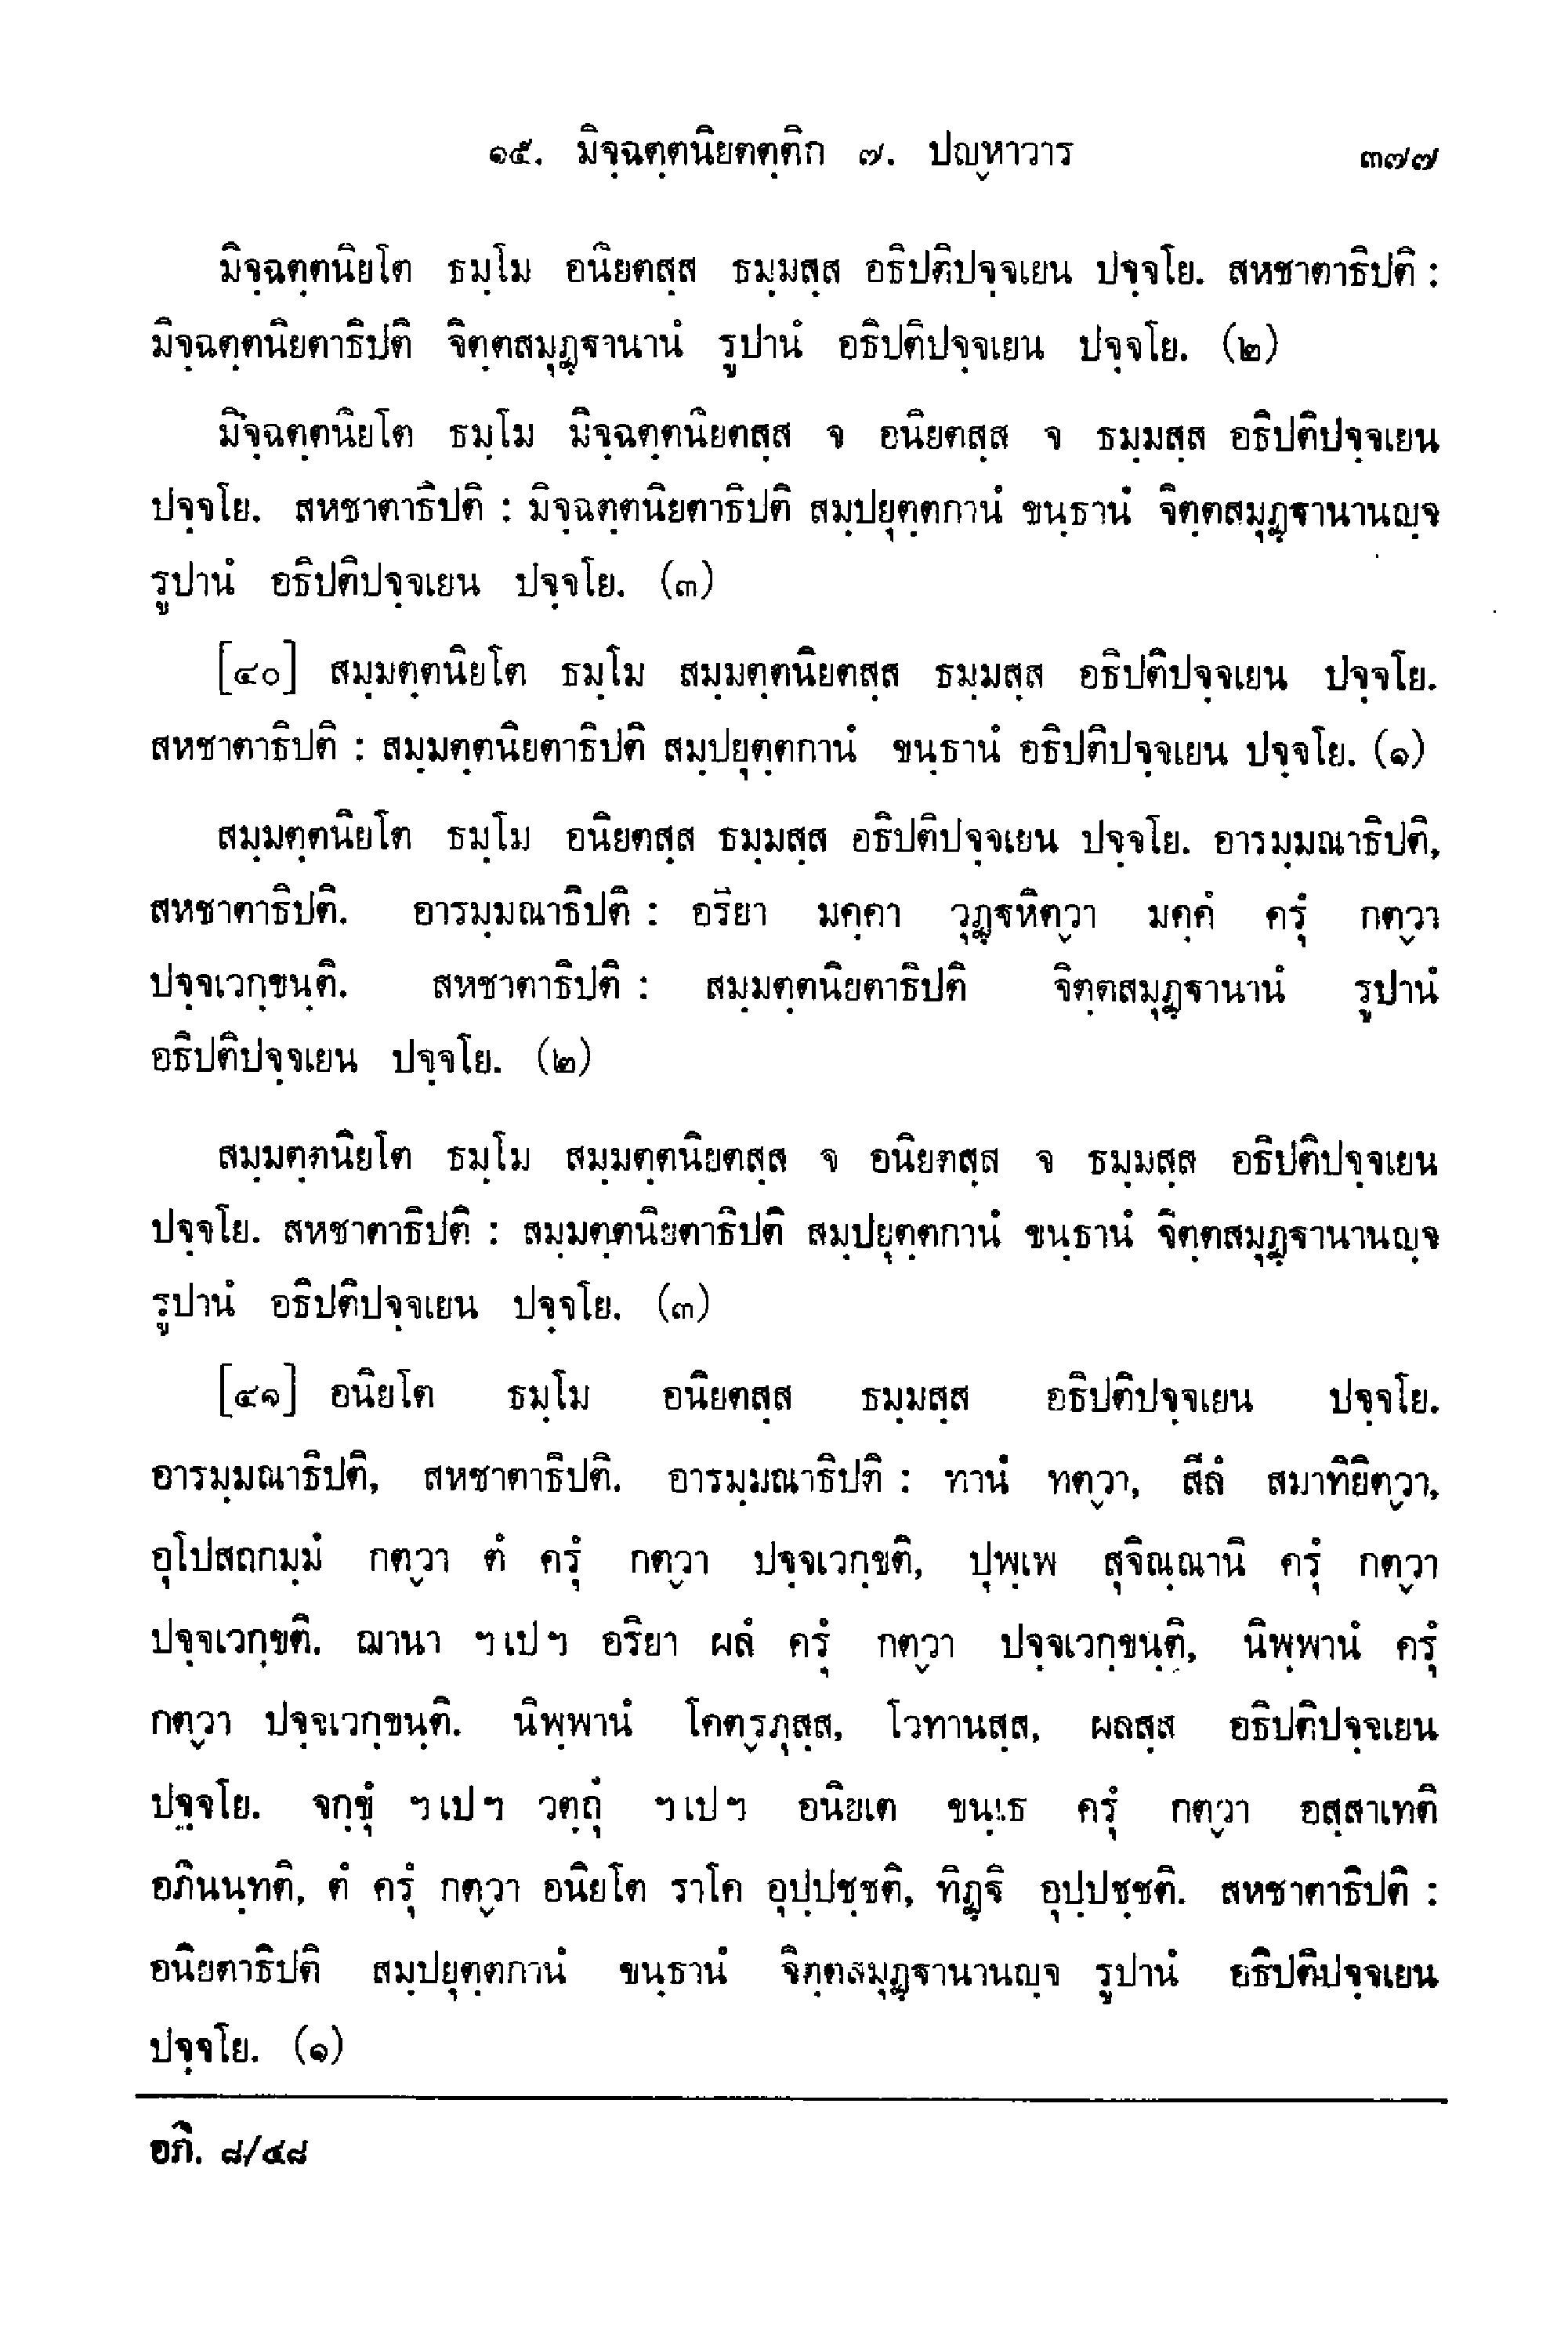 ๑๕. มิจฺฉตฺตนิยตตฺติก ๗. ปญฺหาวาร ๓๗๗
มิจฺฉตฺตนิยโต ธมฺโม อนิยตสฺส ธมฺมสฺส อธิปติปจฺจเยน ปจฺจโย. สหชาตาธิปติ :
มิจฺฉตฺตนิยตาธิปติ จิตฺตสมุฏฺฐานานํ รูปานํ อธิปติปจฺจเยน ปจฺจโย. (๒)
มิจฺฉตฺตนิยโต ธมฺโม มิจฺฉตฺตนิยตสฺส จ อนิยตสฺส จ ธมฺมสฺส อธิปติปจฺจเยน
ปจฺจโย. สหชาตาธิปติ : มิจฺฉตฺตนิยตาธิปติ สมฺปยุตฺตกานํ ขนฺธานํ จิตฺตสมุฏฺฐานานญฺจ
รูปานํ อธิปติปจฺจเยน ปจฺจโย. (๓)
[๔๐] สมฺมตฺตนิยโต ธมฺโม สมฺมตฺตนิยตสฺส ธมฺมสฺส อธิปติปจฺจเยน ปจฺจโย.
สหชาตาธิปติ : สมฺมตฺตนิยตาธิปติ สมฺปยุตฺตกานํ ขนฺธานํ อธิปติปจฺจเยน ปจฺจโย. (๑)
สมฺมตฺตนิยโต ธมฺโม อนิยตสฺส ธมฺมสฺส อธิปติปจฺจเยน ปจฺจโย. อารมฺมณาธิปติ,
สหชาตาธิปติ. อารมฺมณาธิปติ : อริยา มคฺคา วุฏฺฐหิตฺวา มคฺคํ ครุํ กตฺวา
ปจฺจเวกฺขนฺติ. สหชาตาธิปติ : สมฺมตฺตนิยตาธิปติ จิตฺตสมุฏฺฐานานํ รูปานํ
อธิปติปจฺจเยน ปจฺจโย. (๒)
สมฺมตฺตนิยโต ธมฺโม สมฺมตฺตนิยตสฺส จ อนิยตสฺส จ ธมฺมสฺส อธิปติปจฺจเยน
ปจฺจโย. สหชาตาธิปติ : สมฺมตฺตนิยตาธิปติ สมฺปยุตฺตกานํ ขนฺธานํ จิตฺตสมุฏฺฐานานญฺจ
รูปานํ อธิปติปจฺจเยน ปจฺจโย. (๓)
[๔๑] อนิยโต ธมฺโม อนิยตสฺส ธมฺมสฺส อธิปติปจฺจเยน ปจฺจโย.
อารมฺมณาธิปติ, สหชาตาธิปติ. อารมฺมณาธิปติ : ทานํ ทตฺวา, สีลํ สมาทิยิตฺวา,
อุโปสถกมฺมํ กตฺวา ตํ ครุํ กตฺวา ปจฺจเวกฺขติ, ปุพฺเพ สุจิณฺณานิ ครุํ กตฺวา
ปจฺจเวกฺขติ. ฌานา ฯเปฯ อริยา ผลํ ครุํ กตฺวา ปจฺจเวกฺขนฺติ, นิพฺพานํ ครุํ
กตฺวา ปจฺจเวกฺขนฺติ. นิพฺพานํ โคตฺรภุสฺส, โวทานสฺส, ผลสฺส อธิปติปจฺจเยน
ปจฺจโย. จกฺขุํ ฯเปฯ วตฺถุํ ฯเปฯ อนิยเต ขนฺเธ ครุํ กตฺวา อสฺสาเทติ
อภินนฺทติ, ตํ ครุํ กตฺวา อนิยโต ราโค อุปฺปชฺชติ, ทิฏฺฐิ อุปฺปชฺชติ. สหชาตาธิปติ :
อนิยตาธิปติ สมฺปยุตฺตกานํ ขนฺธานํ จิตฺตสมุฏฺฐานานญฺจ รูปานํ อธิปติปจฺจเยน
ปจฺจโย. (๑)
อภิ. ๘/๔๘